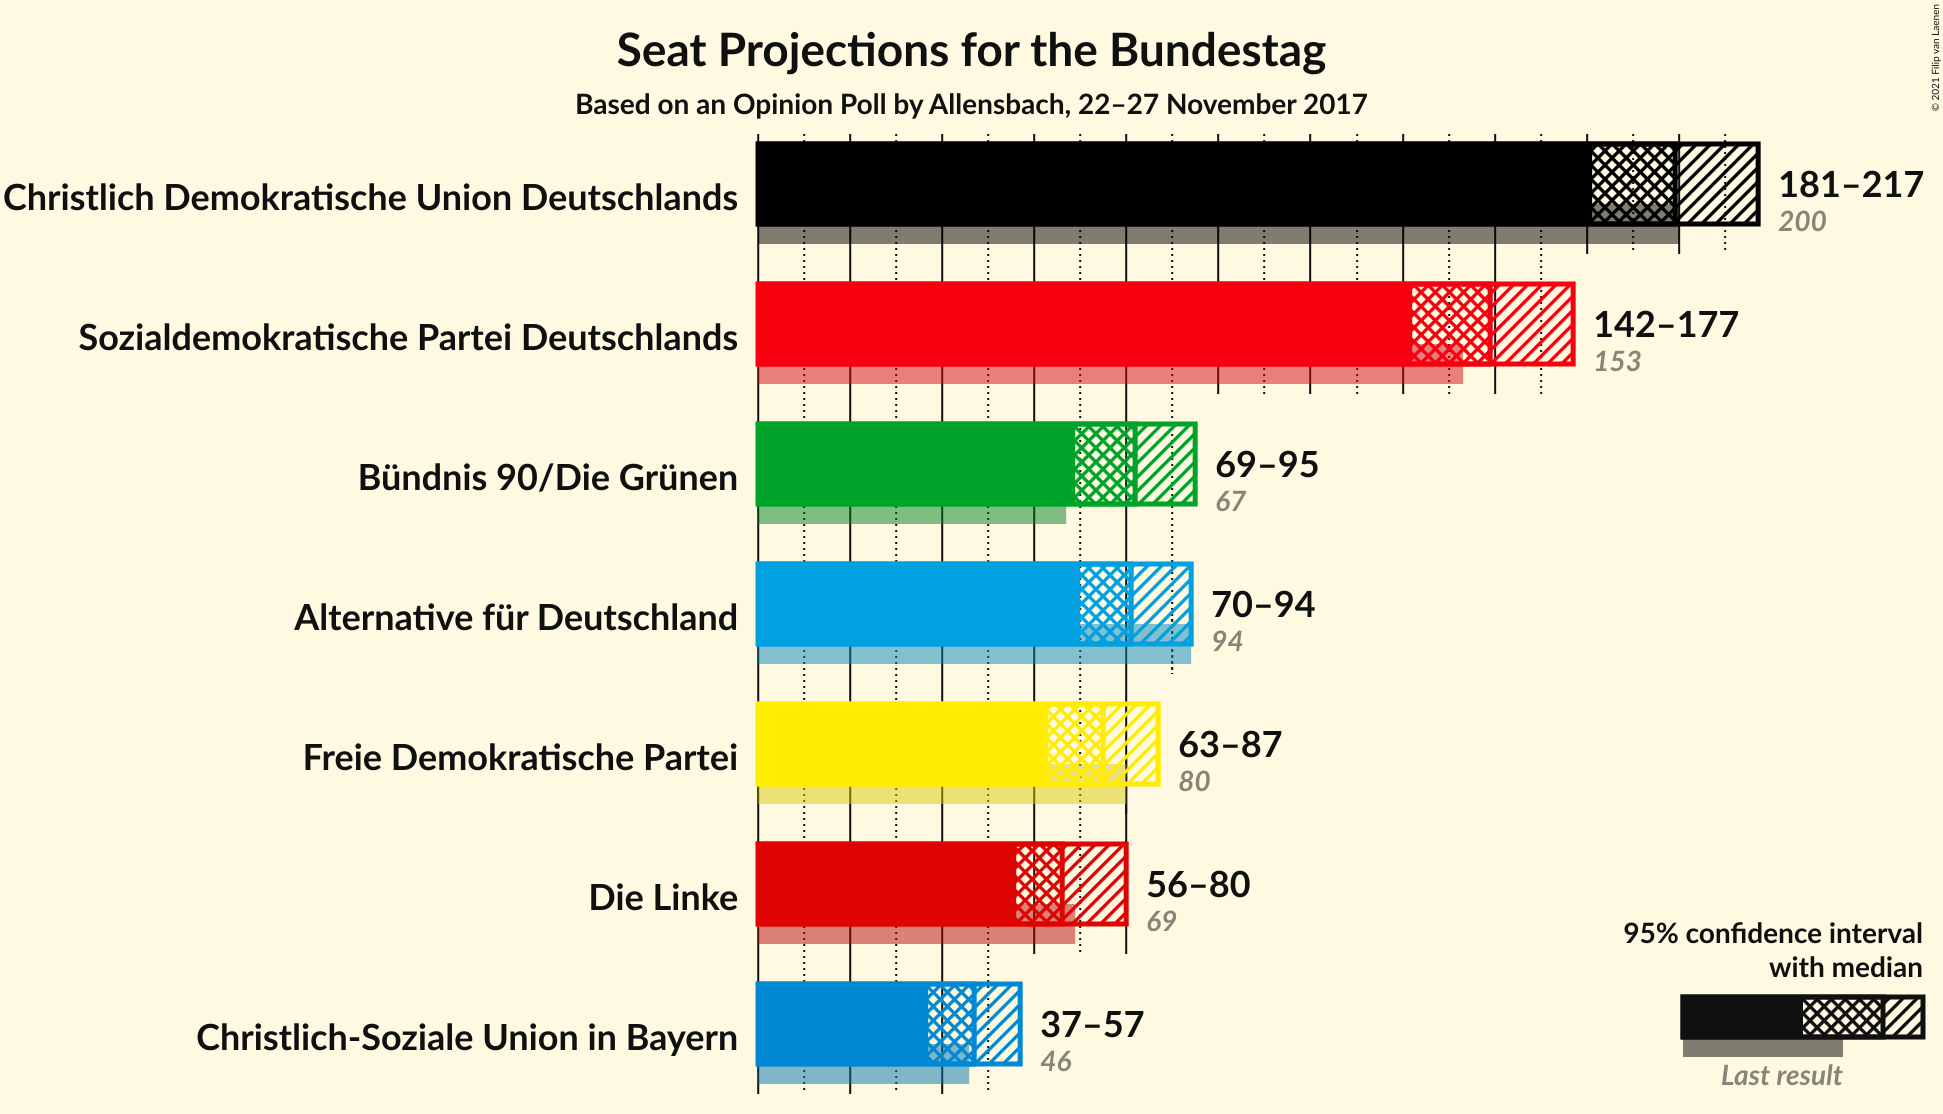 Seat Projections for the Bundestag
Based on an Opinion Poll by Allensbach, 22–27 November 2017
© 2021 Filip van Laenen
Christlich Demokratische Union Deutschlands
181–217
200
Sozialdemokratische Partei Deutschlands
142–177
153
Bündnis 90/Die Grünen
69–95
67
Alternative für Deutschland
70–94
94
Freie Demokratische Partei
63–87
80
Die Linke
56–80
69
Christlich-Soziale Union in Bayern
37–57
46
95% confidence interval
with median
Last result